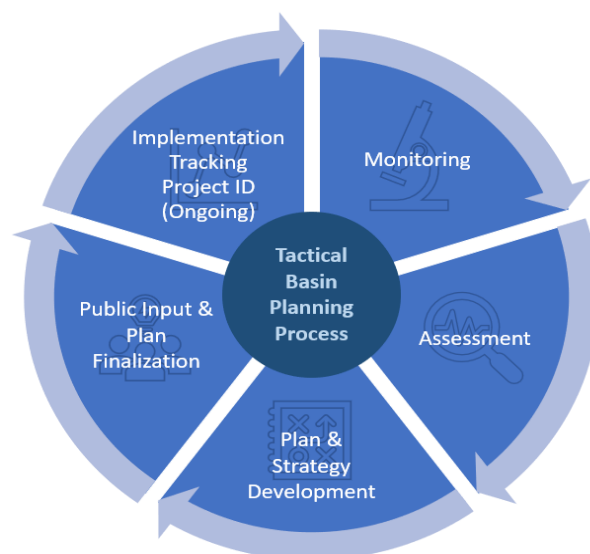 Implementation
Tracking
Project ID
(Ongoing)
Monitoring
Tactical
Basin
Planning
Process
Public Input &
Plan
Finalization
Assessment
Plan &
Strategy
Development